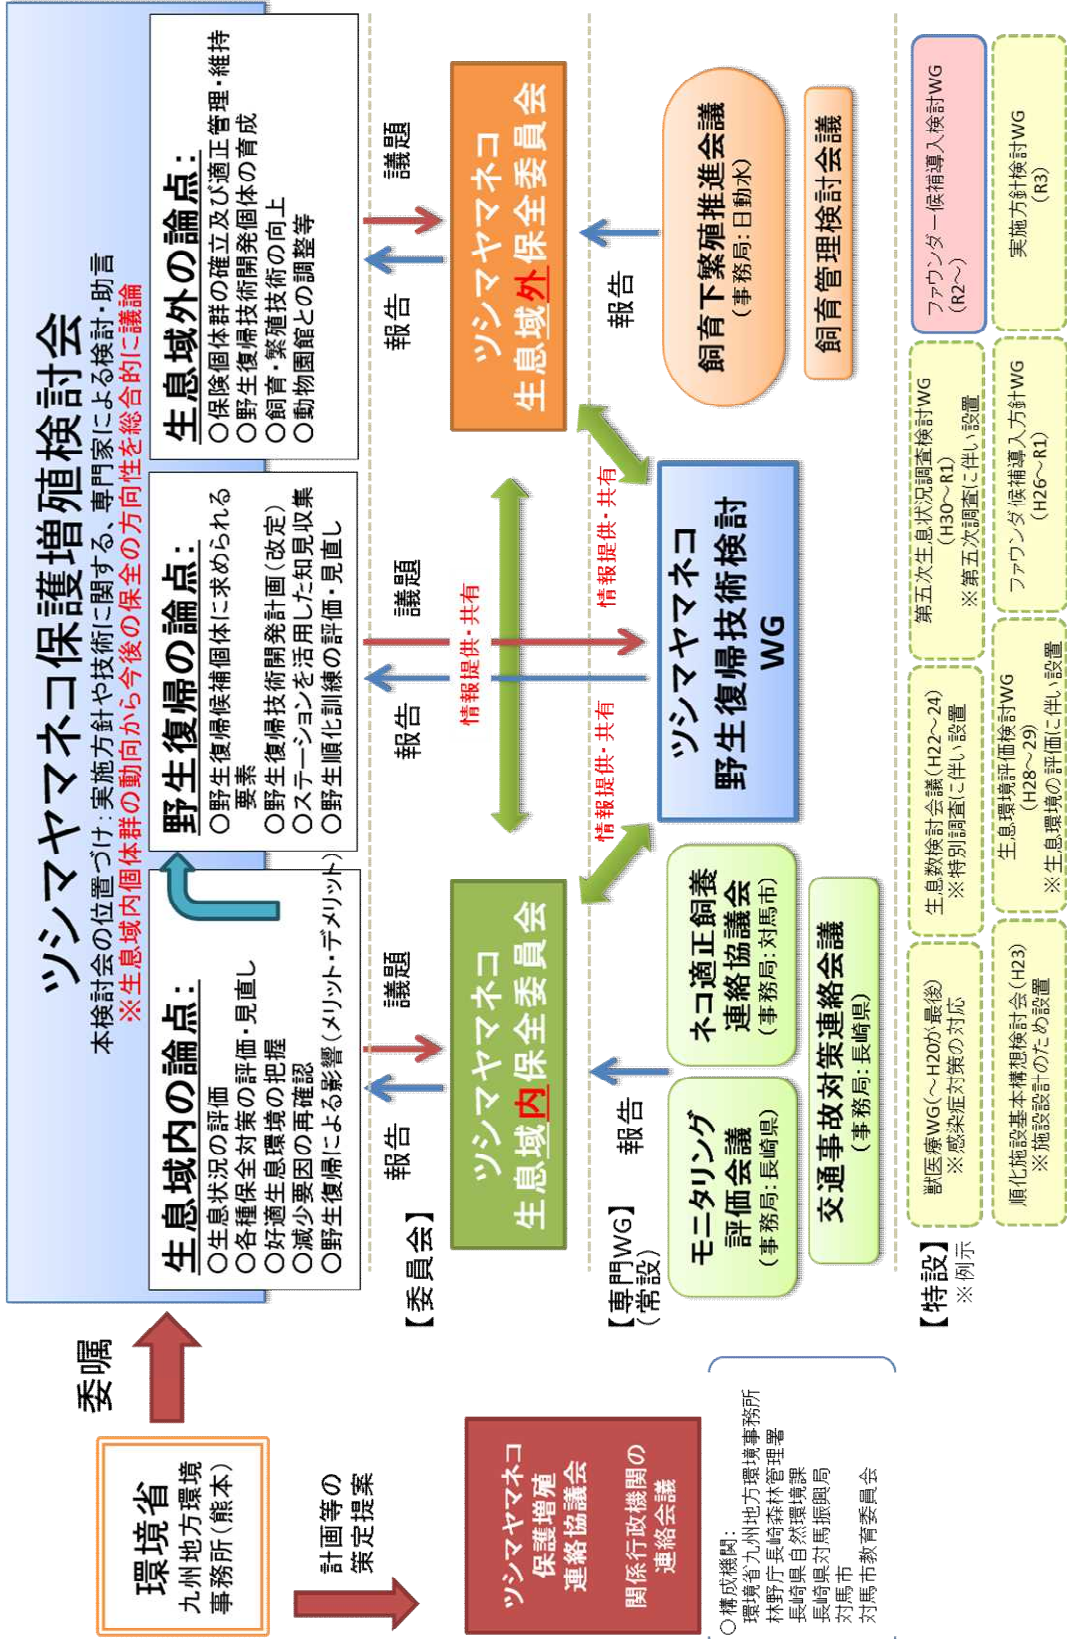 ツシマヤマネコ保護増殖検討会
本検討会の位置づけ:実施方針や技術に関する、専門家による検討・助言
※生息域内個体群の動向から今後の保全の方向性を総合的に議論
環境省
九州地方環境
事務所(熊本)
委嘱
計画等の
策定提案
ツシマヤマネコ
保護増殖
連絡協議会
関係行政機関の
連絡会議
○構成機関:
環境省九州地方環境事務所
林野庁長崎森林管理署
長崎県自然環境課
長崎県対馬振興局
対馬市
対馬市教育委員会
生息域内の論点:
○生息状況の評価
○各種保全対策の評価・見直し
○好適生息環境の把握
○減少要因の再確認
○野生復帰による影響(メリット・デメリット)
野生復帰の論点:
○野生復帰候補個体に求められる
要素
○野生復帰技術開発計画(改定)
○ステーションを活用した知見収集
○野生順化訓練の評価・見直し
生息域外の論点:
○保険個体群の確立及び適正管理・維持
○野生復帰技術開発個体の育成
○飼育・繁殖技術の向上
○動物園館との調整等
【委員会】
報告
議題
報告
議題
報告
議題
ツシマヤマネコ
生息域内保全委員会
情報提供・共有
ツシマヤマネコ
生息域外保全委員会
【専門WG】
(常設)
報告
情報提供・共有
情報提供・共有
報告
モニタリング
評価会議
(事務局:長崎県)
ネコ適正飼養
連絡協議会
(事務局:対馬市)
交通事故対策連絡会議
(事務局:長崎県)
ツシマヤマネコ
野生復帰技術検討
WG
飼育下繁殖推進会議
(事務局:日動水)
飼育管理検討会議
【特設】
※例示
獣医療WG(~H20が最後)
※感染症対策の対応
生息数検討会議(H22~24)
※特別調査に伴い設置
第五次生息状況調査検討WG
(H30~R1)
※第五次調査に伴い設置
ファウンダー候補導入検討WG
(R2~)
順化施設基本構想検討会(H23)
※施設設計のため設置
生息環境評価検討WG
(H28~29)
※生息環境の評価に伴い設置
ファウンダ候補導入方針WG
(H26~R1)
実施方針検討WG
(R3)